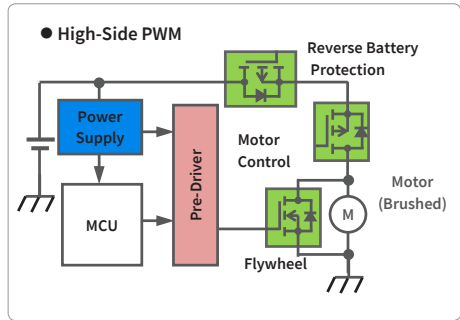 ● High-Side PWM
Reverse Battery
Protection
Power
Supply
Pre-Driver
Motor
Control
MCU
Motor
(Brushed)
M
Flywheel